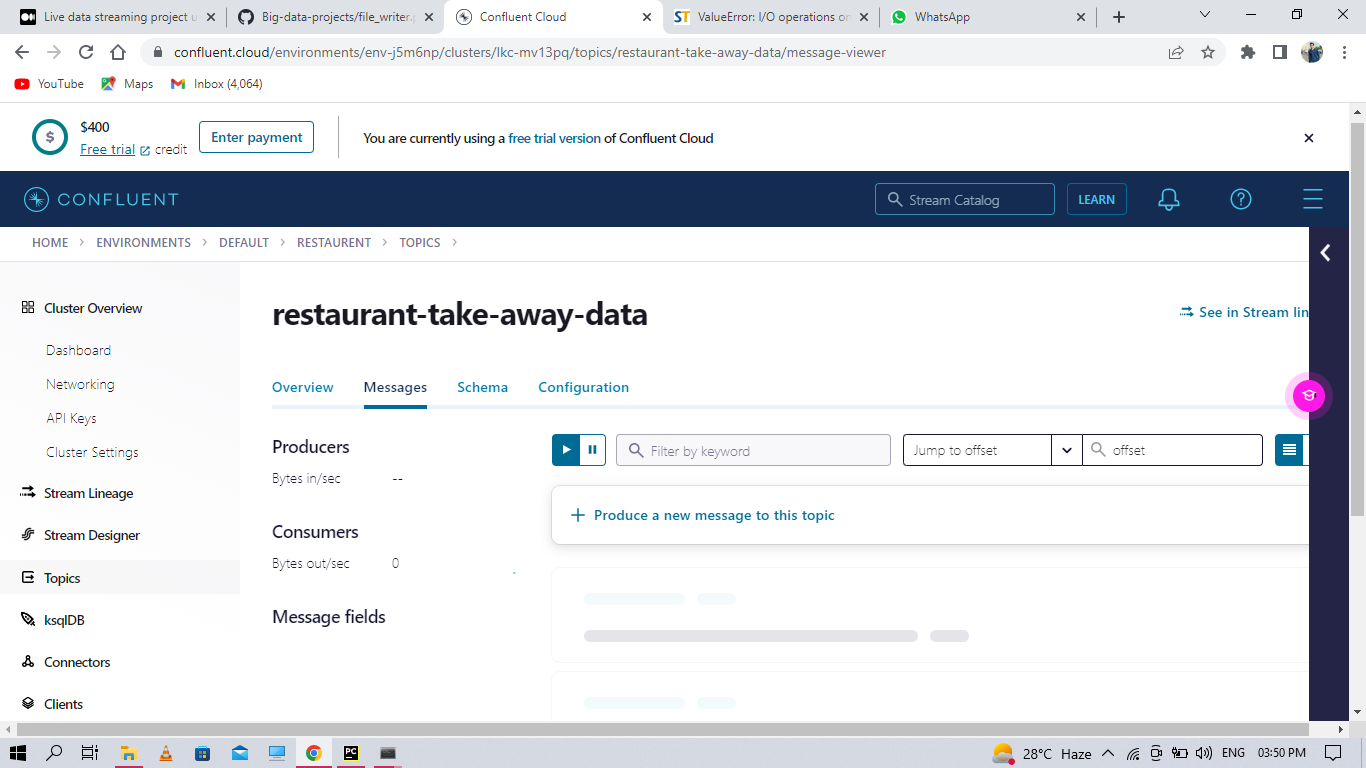 Live data streaming project u
Big-data-projects/file_writer.p
Confluent Cloud
ST
ValueError: I/O operations on
WhatsApp
confluent.cloud/environments/env-j5m6np/clusters/lkc-mv13pq/topics/restaurant-take-away-data/message-viewer
YouTube
Maps
Inbox (4,064)
$
$400
Free trial credit
Enter payment
You are currently using a free trial version of Confluent Cloud
CONFLUENT
Stream Catalog
LEARN
HOME > ENVIRONMENTS > DEFAULT > RESTAURENT > TOPICS >
Cluster Overview
Dashboard
Networking
API Keys
Cluster Settings
Stream Lineage
Stream Designer
Topics
ksqlDB
Connectors
Clients
restaurant-take-away-data
See in Stream lin
Overview
Messages
Schema
Configuration
Producers
Bytes in/sec --
Consumers
Bytes out/sec 0
Message fields
Filter by keyword
Jump to offset
offset
+ Produce a new message to this topic
PC
28°C Haze
ENG
03:50 PM